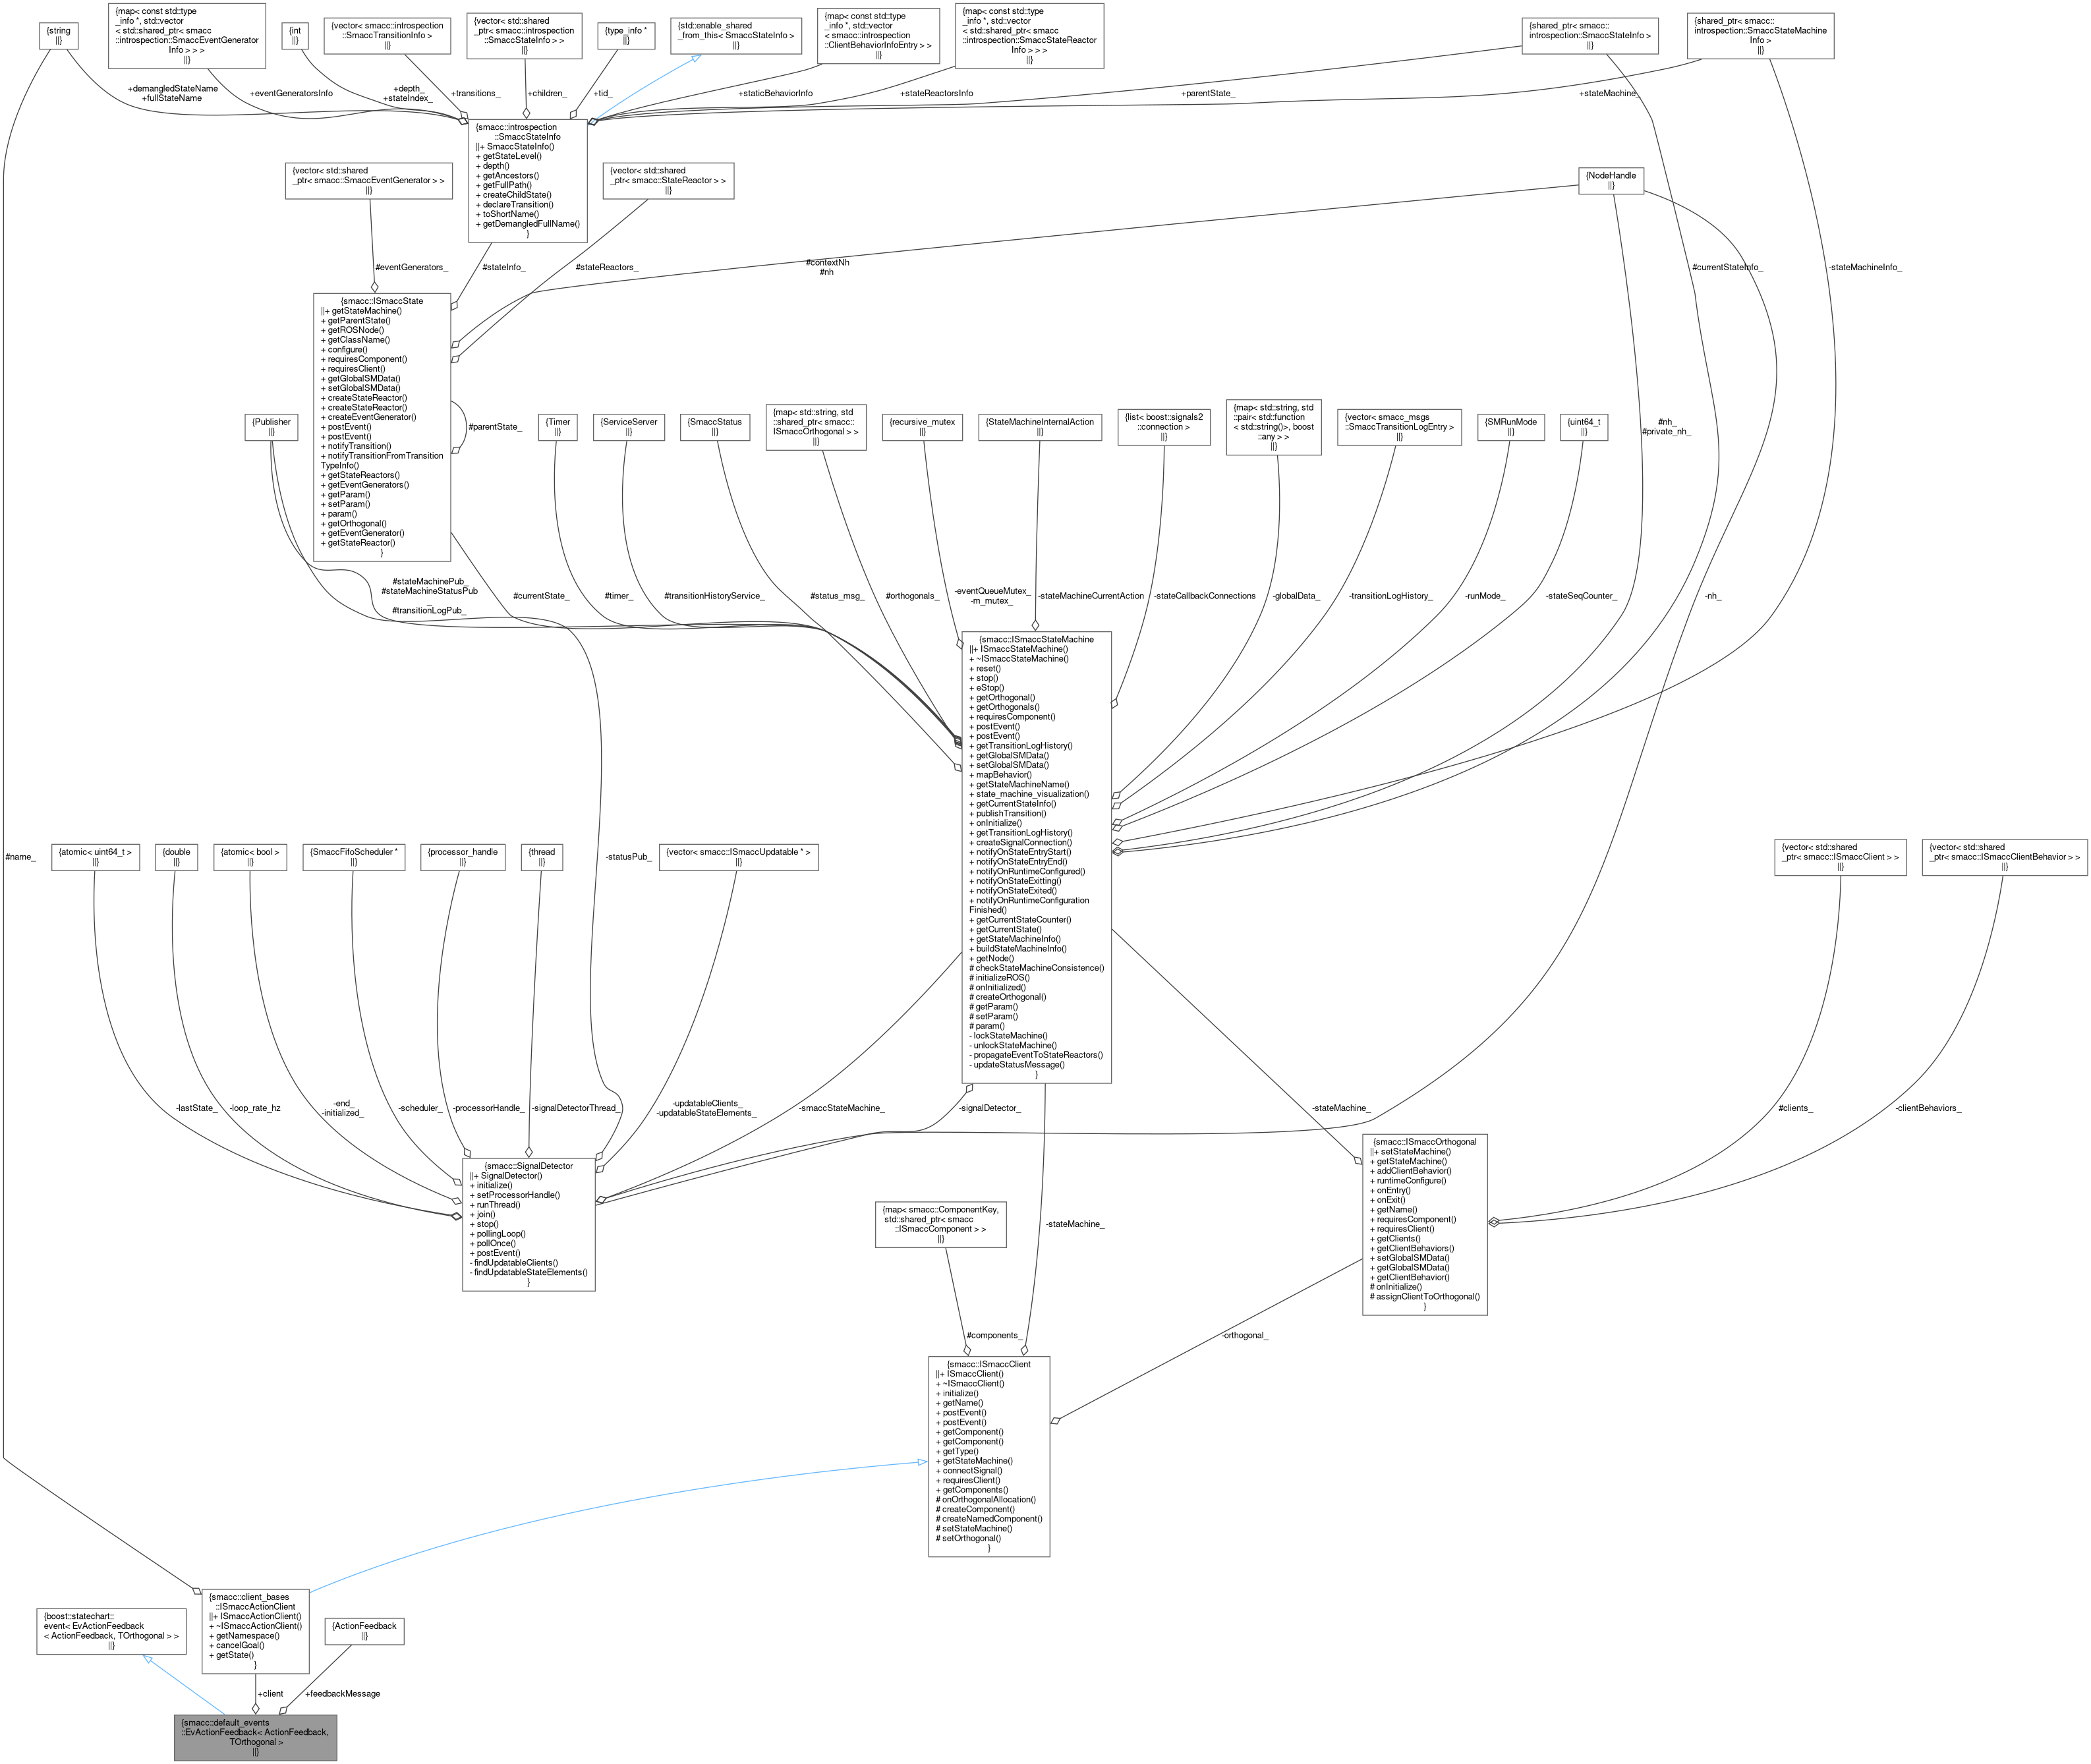 {string
||}
{map< const std::type
_info *, std::vector
< std::shared_ptr< smacc
::introspection::SmaccEventGenerator
Info > > >
||}
{int
||}
{vector< smacc::introspection
::SmaccTransitionInfo >
||}
{vector< std::shared
_ptr< smacc::introspection
::SmaccStateInfo > >
||}
{type_info *
||}
{std::enable_shared
_from_this< SmaccStateInfo >
||}
{map< const std::type
_info *, std::vector
< smacc::introspection
::ClientBehaviorInfoEntry > >
||}
{map< const std::type
_info *, std::vector
< std::shared_ptr< smacc
::introspection::SmaccStateReactor
Info > > >
||}
{shared_ptr< smacc::
introspection::SmaccStateInfo >
||}
{shared_ptr< smacc::
introspection::SmaccStateMachine
Info >
||}
+demangledStateName
+fullStateName
+eventGeneratorsInfo
+depth_
+stateIndex_
+transitions_
+children_
+tid_
+staticBehaviorInfo
+stateReactorsInfo
+parentState_
+stateMachine_
{smacc::introspection
::SmaccStateInfo
||+ SmaccStateInfo()
+ getStateLevel()
+ depth()
+ getAncestors()
+ getFullPath()
+ createChildState()
+ declareTransition()
+ toShortName()
+ getDemangledFullName()
}
{vector< std::shared
_ptr< smacc::SmaccEventGenerator > >
||}
{vector< std::shared
_ptr< smacc::StateReactor > >
||}
{NodeHandle
||}
#eventGenerators_
#stateInfo_
#stateReactors_
#contextNh
#nh
#currentStateInfo_
-stateMachineInfo_
{smacc::ISmaccState
||+ getStateMachine()
+ getParentState()
+ getROSNode()
+ getClassName()
+ configure()
+ requiresComponent()
+ requiresClient()
+ getGlobalSMData()
+ setGlobalSMData()
+ createStateReactor()
+ createStateReactor()
+ createEventGenerator()
+ postEvent()
+ postEvent()
+ notifyTransition()
+ notifyTransitionFromTransition
TypeInfo()
+ getStateReactors()
+ getEventGenerators()
+ getParam()
+ setParam()
+ param()
+ getOrthogonal()
+ getEventGenerator()
+ getStateReactor()
}
#parentState_
{Publisher
||}
{Timer
||}
{ServiceServer
||}
{SmaccStatus
||}
{map< std::string, std
::shared_ptr< smacc::
ISmaccOrthogonal > >
||}
{recursive_mutex
||}
{StateMachineInternalAction
||}
{list< boost::signals2
::connection >
||}
{map< std::string, std
::pair< std::function
< std::string()>, boost
::any > >
||}
{vector< smacc_msgs
::SmaccTransitionLogEntry >
||}
{SMRunMode
||}
{uint64_t
||}
#nh_
#private_nh_
#stateMachinePub_
#stateMachineStatusPub
_
#transitionLogPub_
#currentState_
#timer_
#transitionHistoryService_
#status_msg_
#orthogonals_
-eventQueueMutex_
-m_mutex_
-stateMachineCurrentAction
-stateCallbackConnections
-globalData_
-transitionLogHistory_
-runMode_
-stateSeqCounter_
-nh_
{smacc::ISmaccStateMachine
||+ ISmaccStateMachine()
+ ~ISmaccStateMachine()
+ reset()
+ stop()
+ eStop()
+ getOrthogonal()
+ getOrthogonals()
+ requiresComponent()
+ postEvent()
+ postEvent()
+ getTransitionLogHistory()
+ getGlobalSMData()
+ setGlobalSMData()
+ mapBehavior()
+ getStateMachineName()
+ state_machine_visualization()
+ getCurrentStateInfo()
+ publishTransition()
+ onInitialize()
+ getTransitionLogHistory()
+ createSignalConnection()
+ notifyOnStateEntryStart()
+ notifyOnStateEntryEnd()
+ notifyOnRuntimeConfigured()
+ notifyOnStateExitting()
+ notifyOnStateExited()
+ notifyOnRuntimeConfiguration
Finished()
+ getCurrentStateCounter()
+ getCurrentState()
+ getStateMachineInfo()
+ buildStateMachineInfo()
+ getNode()
# checkStateMachineConsistence()
# initializeROS()
# onInitialized()
# createOrthogonal()
# getParam()
# setParam()
# param()
- lockStateMachine()
- unlockStateMachine()
- propagateEventToStateReactors()
- updateStatusMessage()
}
#name_
{atomic< uint64_t >
||}
{double
||}
{atomic< bool >
||}
{SmaccFifoScheduler *
||}
{processor_handle
||}
{thread
||}
-statusPub_
{vector< smacc::ISmaccUpdatable * >
||}
{vector< std::shared
_ptr< smacc::ISmaccClient > >
||}
{vector< std::shared
_ptr< smacc::ISmaccClientBehavior > >
||}
-lastState_
-loop_rate_hz
-end_
-initialized_
-scheduler_
-processorHandle_
-signalDetectorThread_
-updatableClients_
-updatableStateElements_
-smaccStateMachine_
-signalDetector_
-stateMachine_
#clients_
-clientBehaviors_
{smacc::SignalDetector
||+ SignalDetector()
+ initialize()
+ setProcessorHandle()
+ runThread()
+ join()
+ stop()
+ pollingLoop()
+ pollOnce()
+ postEvent()
- findUpdatableClients()
- findUpdatableStateElements()
}
{smacc::ISmaccOrthogonal
||+ setStateMachine()
+ getStateMachine()
+ addClientBehavior()
+ runtimeConfigure()
+ onEntry()
+ onExit()
+ getName()
+ requiresComponent()
+ requiresClient()
+ getClients()
+ getClientBehaviors()
+ setGlobalSMData()
+ getGlobalSMData()
+ getClientBehavior()
# onInitialize()
# assignClientToOrthogonal()
}
{map< smacc::ComponentKey,
std::shared_ptr< smacc
::ISmaccComponent > >
||}
-stateMachine_
#components_
-orthogonal_
{smacc::ISmaccClient
||+ ISmaccClient()
+ ~ISmaccClient()
+ initialize()
+ getName()
+ postEvent()
+ postEvent()
+ getComponent()
+ getComponent()
+ getType()
+ getStateMachine()
+ connectSignal()
+ requiresClient()
+ getComponents()
# onOrthogonalAllocation()
# createComponent()
# createNamedComponent()
# setStateMachine()
# setOrthogonal()
}
{boost::statechart::
event< EvActionFeedback
< ActionFeedback, TOrthogonal > >
||}
{smacc::client_bases
::ISmaccActionClient
||+ ISmaccActionClient()
+ ~ISmaccActionClient()
+ getNamespace()
+ cancelGoal()
+ getState()
}
{ActionFeedback
||}
+client
+feedbackMessage
{smacc::default_events
::EvActionFeedback< ActionFeedback,
TOrthogonal >
||}